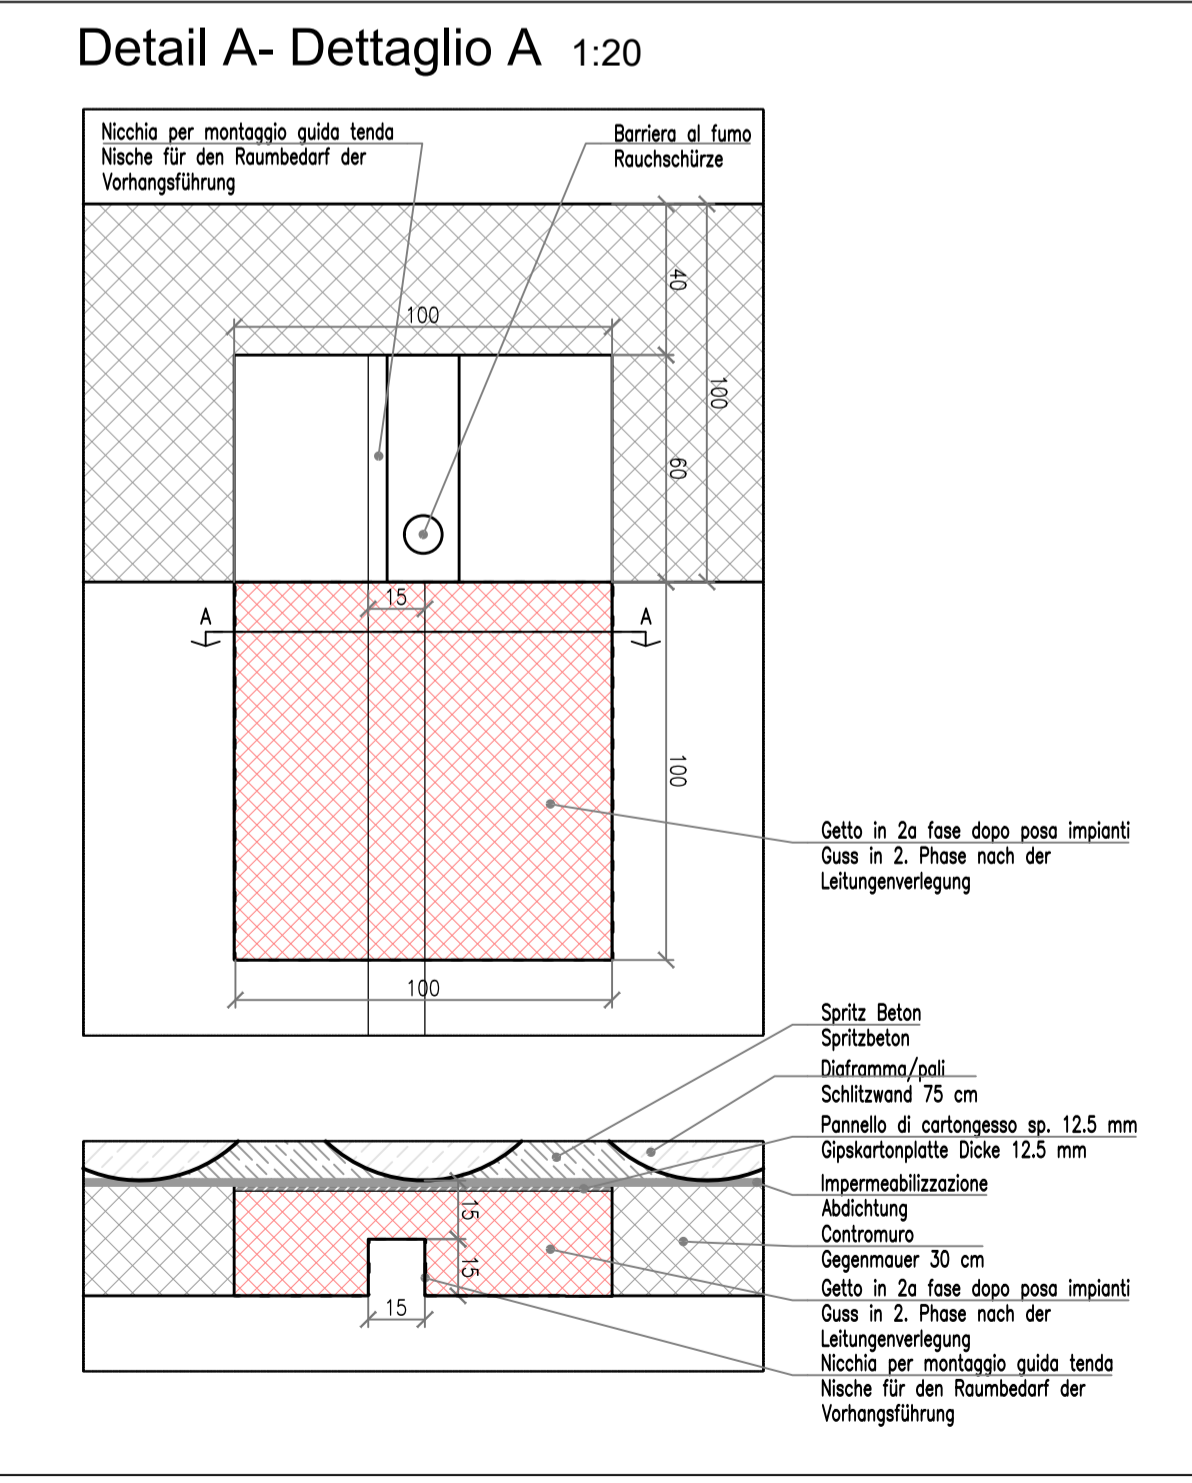 Detail A- Dettaglio A 1:20
Nicchia per montaggio guida tenda
Nische für den Raumbedarf der
Vorhangsführung
Barriera al fumo
Rauchschürze
40
100
100
60
15
A
A
100
100
Getto in 2a fase dopo posa impianti
Guss in 2. Phase nach der
Leitungenverlegung
Spritz Beton
Spritzbeton
Diaframma/pali
Schlitzwand 75 cm
Pannello di cartongesso sp. 12.5 mm
Gipskartonplatte Dicke 12.5 mm
Impermeabilizzazione
Abdichtung
Contromuro
Gegenmauer 30 cm
Getto in 2a fase dopo posa impianti
Guss in 2. Phase nach der
Leitungenverlegung
Nicchia per montaggio guida tenda
Nische für den Raumbedarf der
Vorhangsführung
15
15
15